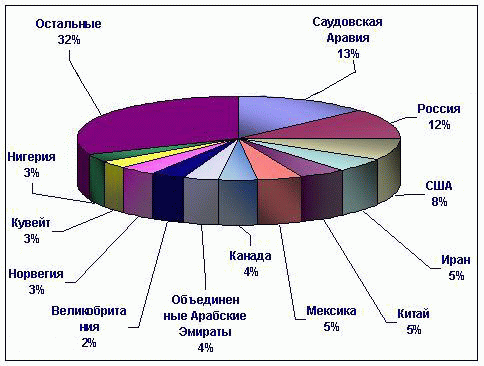 Остальные
32%
Саудовская
Аравия
13%
Россия
12%
США
8%
Иран
5%
Китай
5%
Мексика
5%
Канада
4%
Объединен
ные Арабские
Эмираты
4%
Великобрита
ния
2%
Норвегия
3%
Кувейт
3%
Нигерия
3%